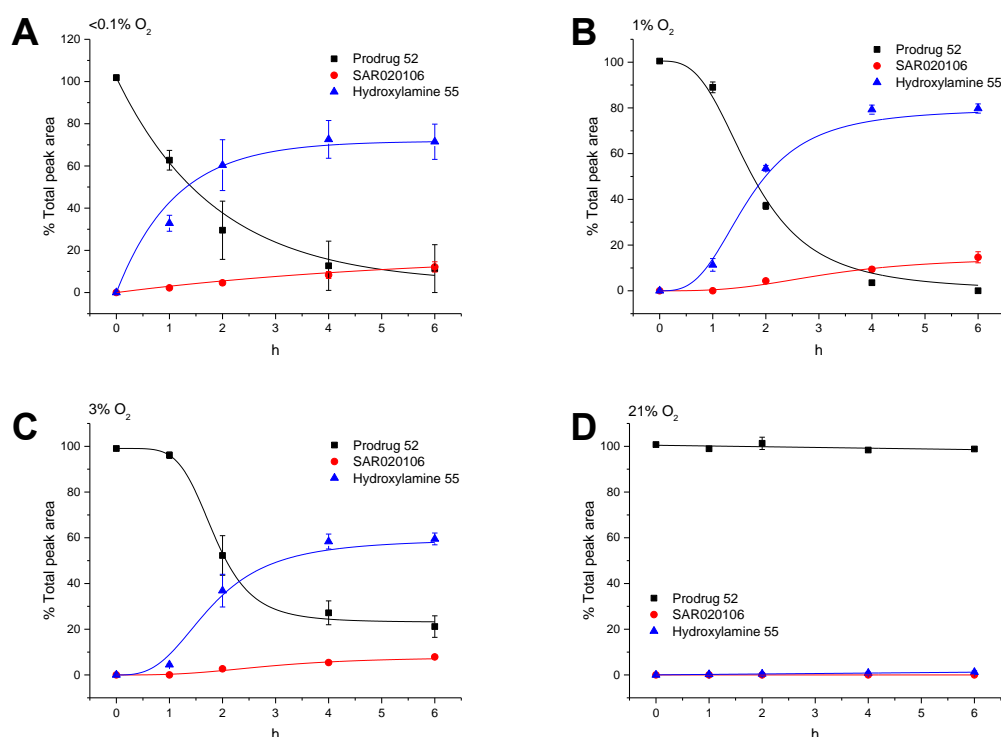 A
<0.1% O2
120
100
80
60
40
20
0
% Total peak area
Prodrug 52
SAR020106
Hydroxylamine 55
0 1 2 3 4 5 6
h
B
1% O2
100
80
60
40
20
0
% Total peak area
Prodrug 52
SAR020106
Hydroxylamine 55
0 1 2 3 4 5 6
h
C
3% O2
100
80
60
40
20
0
% Total peak area
Prodrug 52
SAR020106
Hydroxylamine 55
0 1 2 3 4 5 6
h
D
21% O2
100
80
60
40
20
0
% Total peak area
Prodrug 52
SAR020106
Hydroxylamine 55
0 1 2 3 4 5 6
h